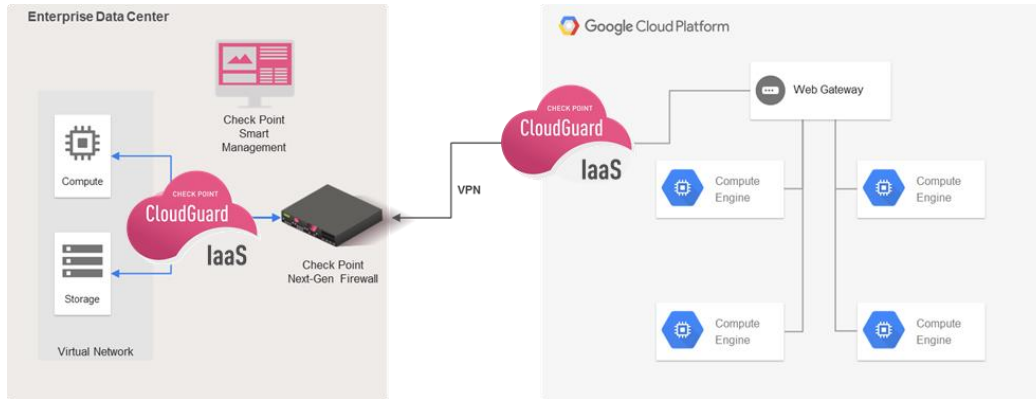 Enterprise Data Center
Check Point
Smart
Management
Compute
CHECK POINT
CloudGuard
IaaS
Storage
Virtual Network
Check Point
Next-Gen Firewall
VPN
CHECK POINT
CloudGuard
IaaS
Google Cloud Platform
Web Gateway
Compute
Engine
Compute
Engine
Compute
Engine
Compute
Engine